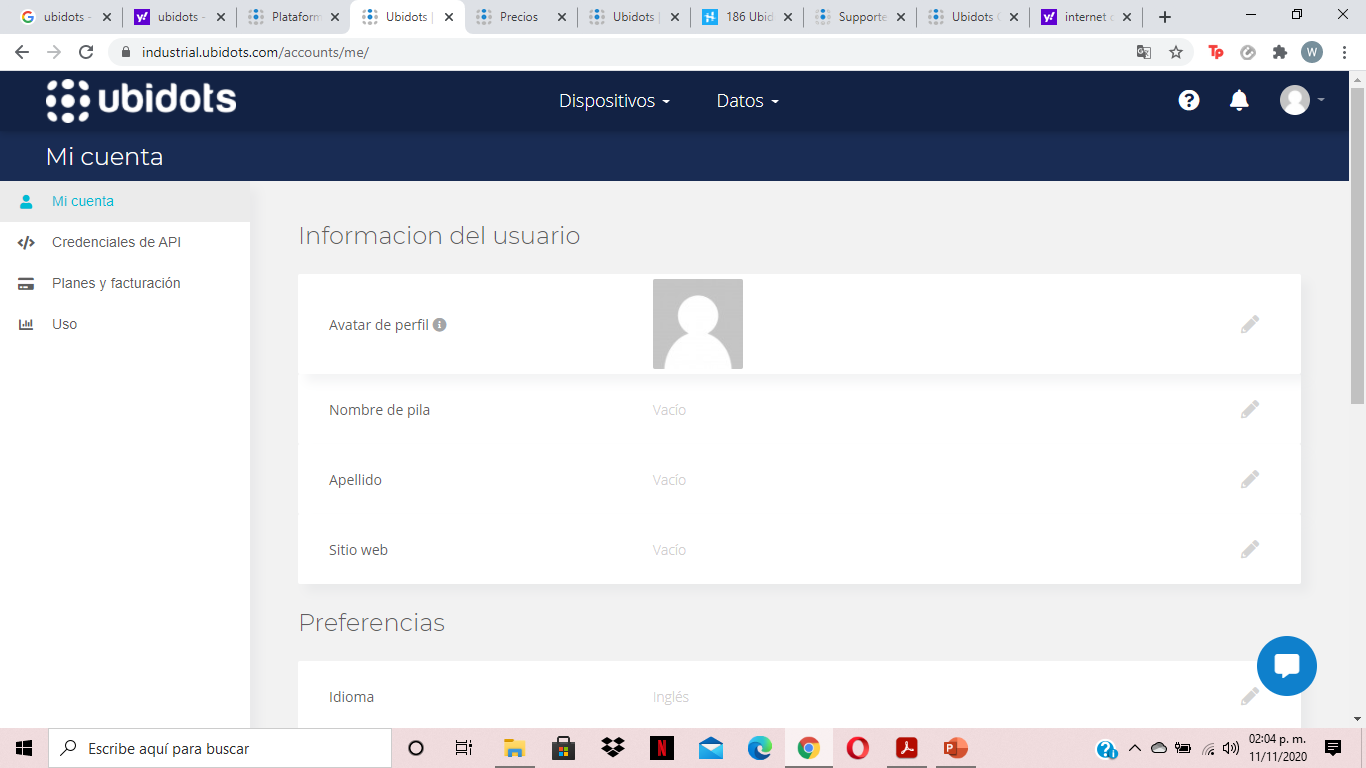 ubidots -
ubidots -
Plataform
Ubidots |
Precios
Ubidots |
186 Ubid
Supporte
Ubidots
internet
industrial.ubidots.com/accounts/me/
W
ubidots
Dispositivos
Datos
Mi cuenta
Mi cuenta
Credenciales de API
Planes y facturación
Uso
Informacion del usuario
Avatar de perfil
Nombre de pila
Vacío
Apellido
Vacío
Sitio web
Vacío
Preferencias
Idioma
Inglés
Escribe aquí para buscar
02:04 p. m.
11/11/2020